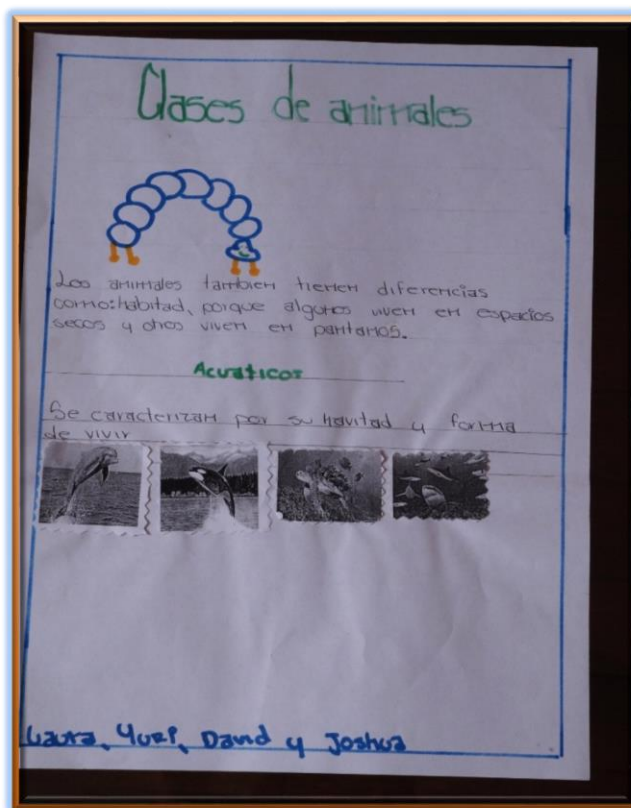 Clases de animales
Los animales tambien tienen diferencias
como:habitad, porque algunos viven en espacios
secos y otros viven en pantanos.
Acuaticos
Se caracterizan por su havitad y forma
de vivir
Laura, Yuri, David y Joshua